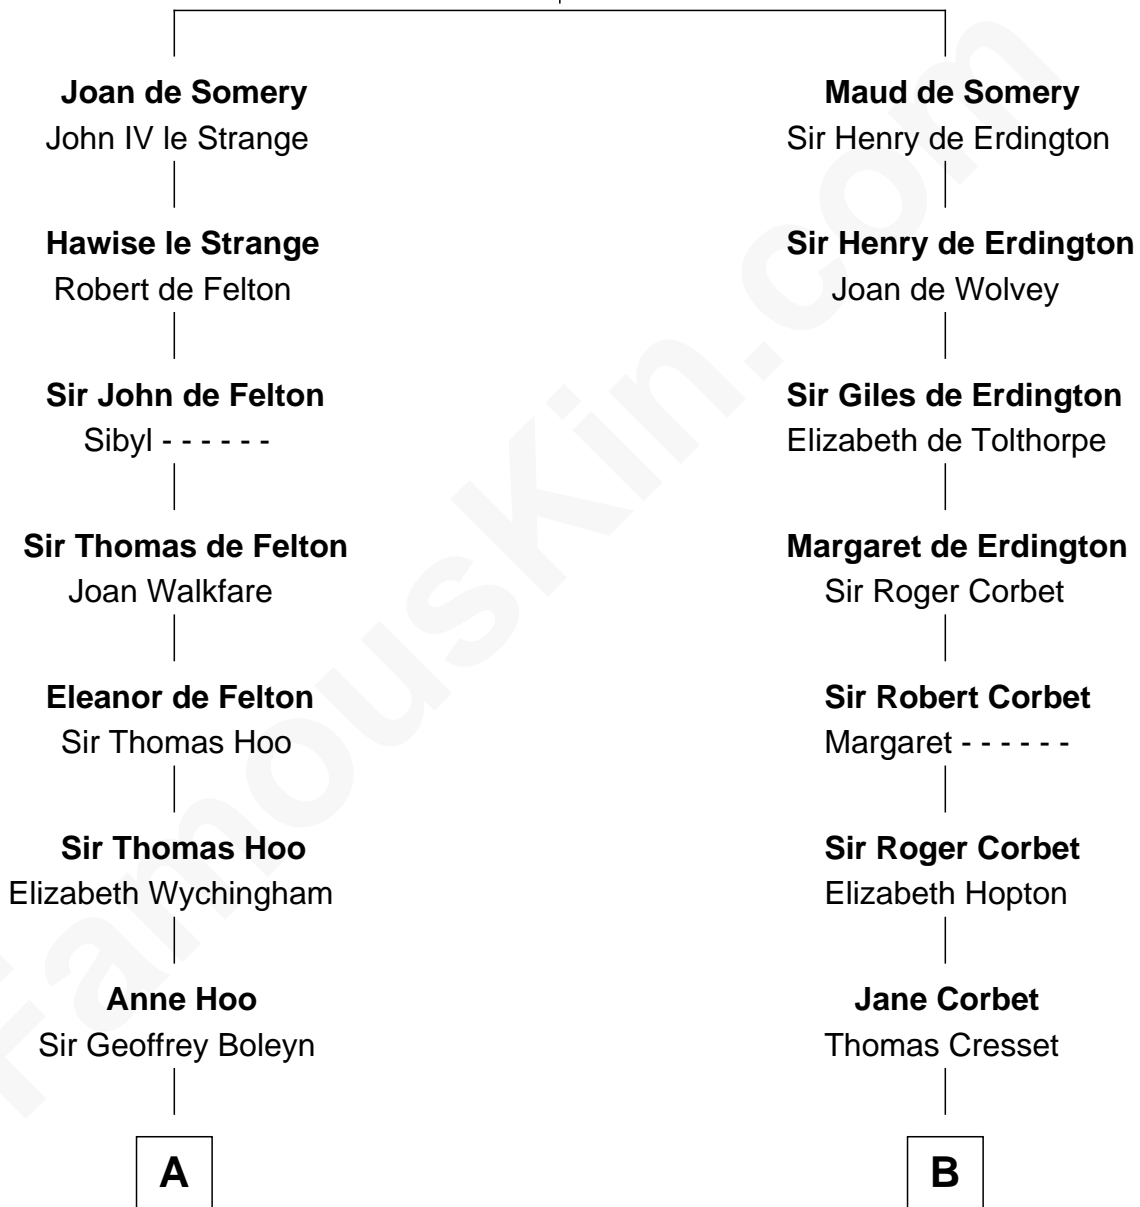 Joan de Somery
John IV le Strange
Hawise le Strange
Robert de Felton
Sir John de Felton
Sibyl - - - - - -
Sir Thomas de Felton
Joan Walkfare
Eleanor de Felton
Sir Thomas Hoo
Sir Thomas Hoo
Elizabeth Wychingham
Anne Hoo
Sir Geoffrey Boleyn
A
Maud de Somery
Sir Henry de Erdington
Sir Henry de Erdington
Joan de Wolvey
Sir Giles de Erdington
Elizabeth de Tolthorpe
Margaret de Erdington
Sir Roger Corbet
Sir Robert Corbet
Margaret - - - - - -
Sir Roger Corbet
Elizabeth Hopton
Jane Corbet
Thomas Cresset
B
FamousKin.com